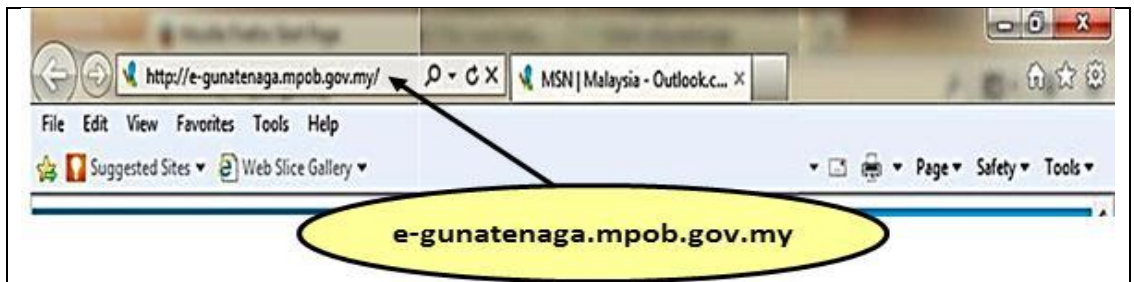 http://e-gunatenaga.mpob.gov.my/
MSN | Malaysia - Outlook.c...
File Edit View Favorites Tools Help
Suggested Sites Web Slice Gallery
Page Safety Tools
e-gunatenaga.mpob.gov.my